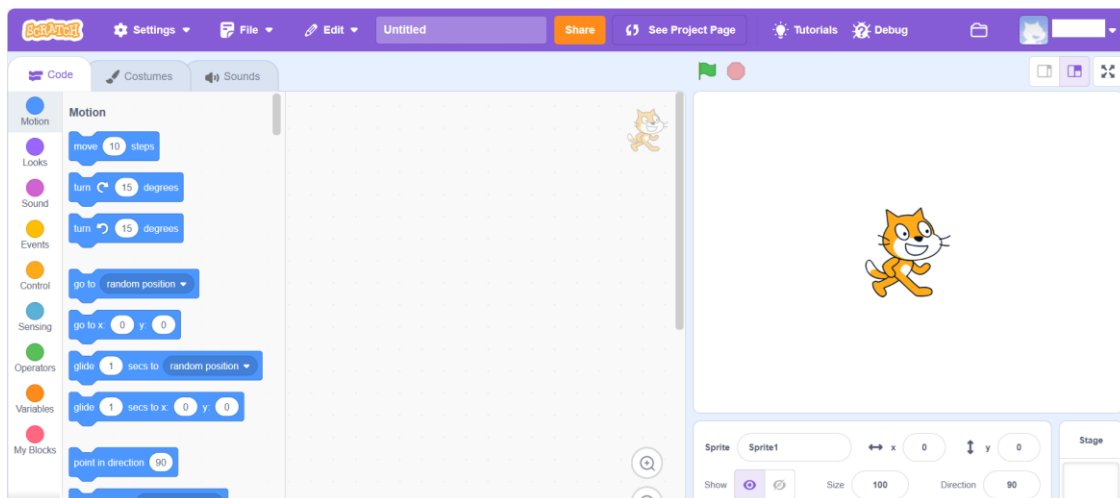 SCRATCH Settings File Edit Untitled Share See Project Page Tutorials Debug
Code Costumes Sounds
Motion
Looks
Sound
Events
Control
Sensing
Operators
Variables
My Blocks
Motion
move 10 steps
turn 15 degrees
turn 15 degrees
go to random position
go to x: 0 y: 0
glide 1 secs to random position
glide 1 secs to x: 0 y: 0
point in direction 90
Sprite Sprite1 x 0 y 0
Show Size 100 Direction 90
Stage